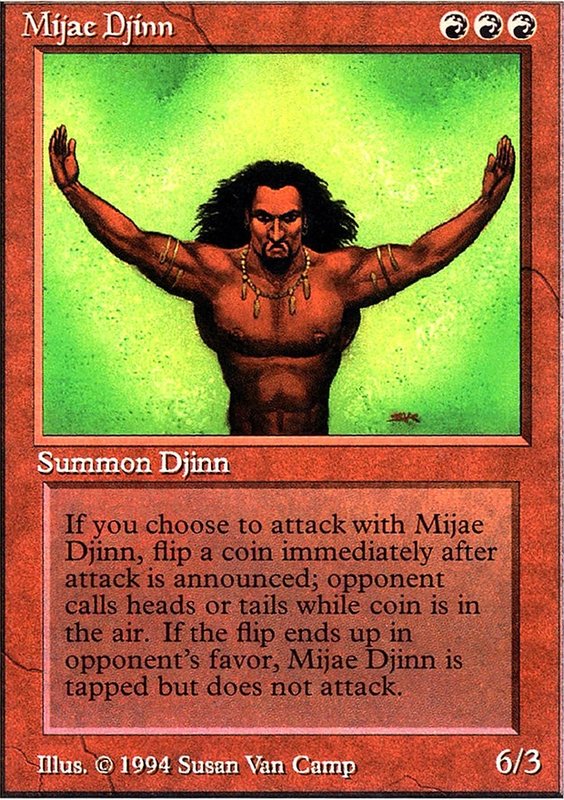 Mijae Djinn
Summon Djinn
If you choose to attack with Mijae
Djinn, flip a coin immediately after
attack is announced; opponent
calls heads or tails while coin is in
the air. If the flip ends up in
opponent's favor, Mijae Djinn is
tapped but does not attack.
Illus. © 1994 Susan Van Camp
6/3